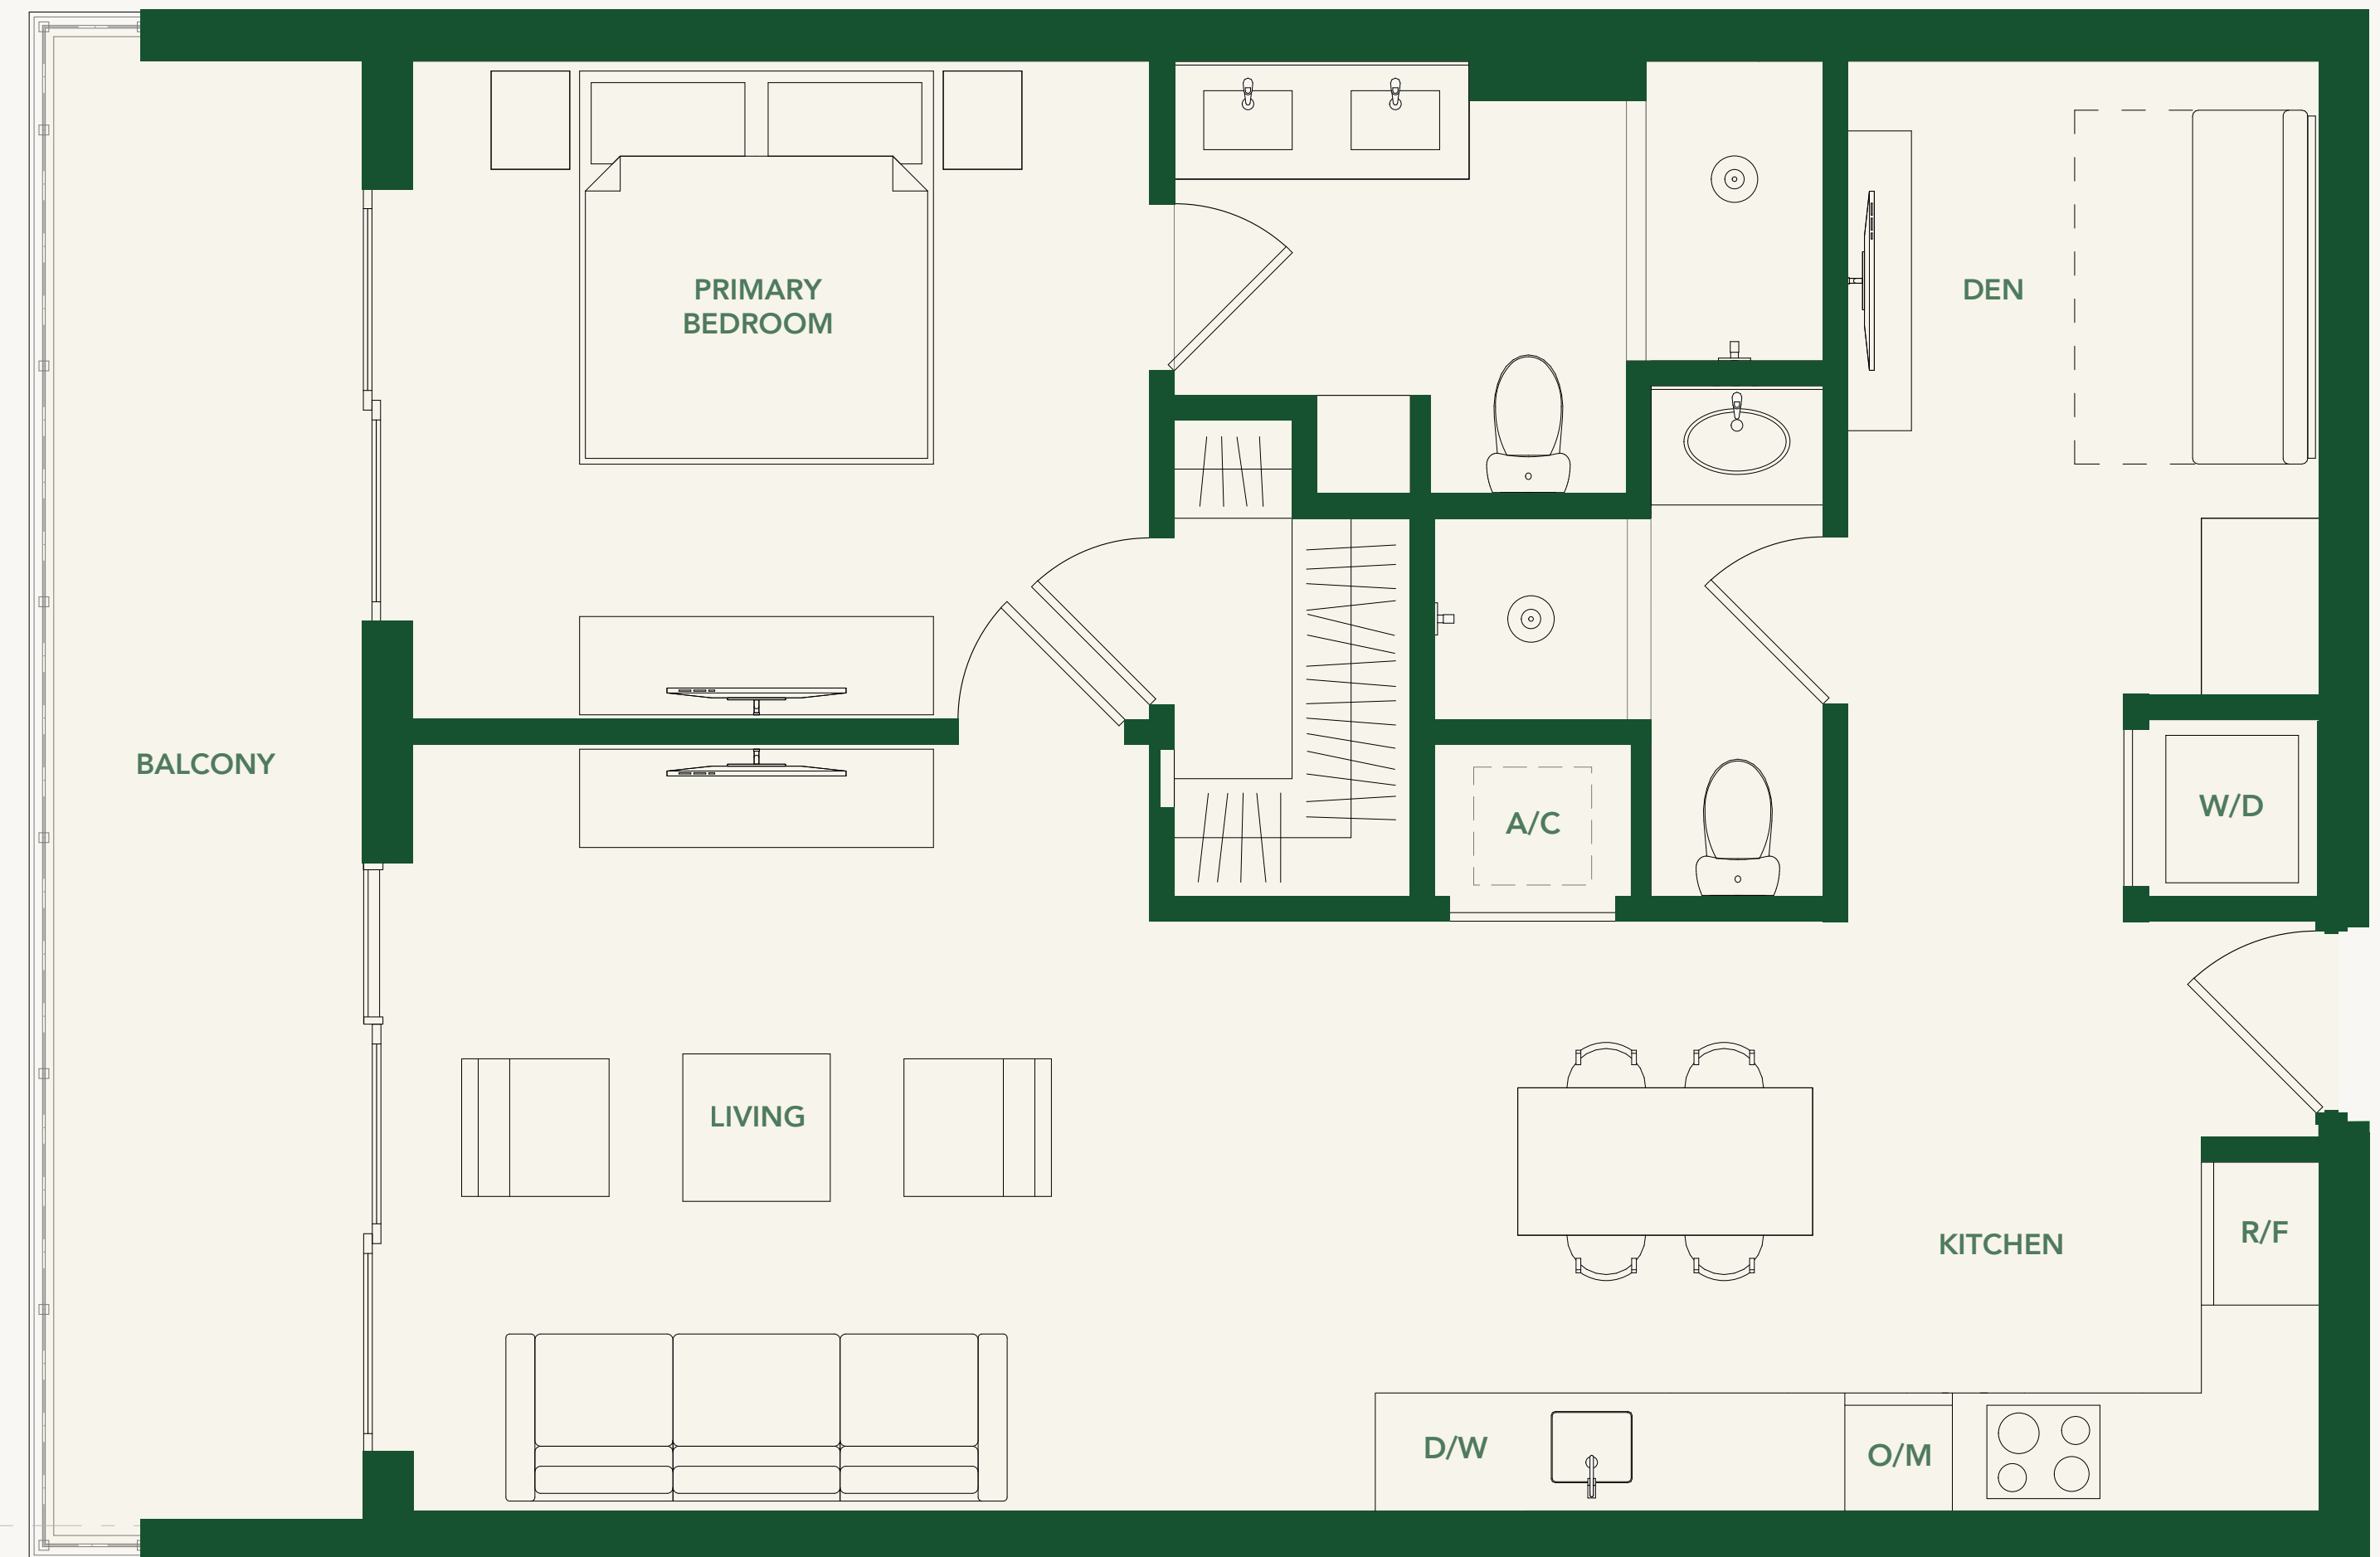 PRIMARY
BEDROOM
DEN
BALCONY
A/C
W/D
LIVING
KITCHEN
R/F
D/W
O/M